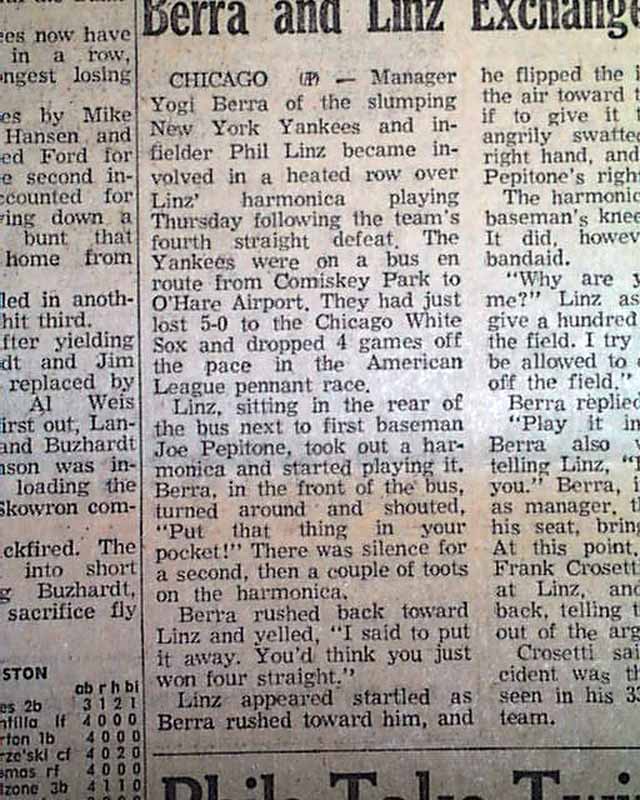 Berra and Linz Exchange
ees now have
in a row,
ongest losing
es by Mike
Hansen and
ed Ford for
e second in-
ccounted for
ing down a
bunt that
home from
led in anoth-
hit third.
fter yielding
dt and Jim
replaced by
Al Weis
irst out, Lan-
and Buzhardt
nson was in-
loading the
Skowron com-
ckfired. The
into short
g Buzhardt,
sacrifice fly
STON
ab r h bi
es 2b 3 1 2 1
ntilla lf 4 0 0 0
rton 1b 4 0 0 0
rze'ski cf 4 0 2 0
omas rf 4 0 0 0
lzone 3b 4 1 1 0
CHICAGO (AP) — Manager
Yogi Berra of the slumping
New York Yankees and in-
fielder Phil Linz became in-
volved in a heated row over
Linz' harmonica playing
Thursday following the team's
fourth straight defeat. The
Yankees were on a bus en
route from Comiskey Park to
O'Hare Airport. They had just
lost 5-0 to the Chicago White
Sox and dropped 4 games off
the pace in the American
League pennant race.
Linz, sitting in the rear of
the bus next to first baseman
Joe Pepitone, took out a har-
monica and started playing it.
Berra, in the front of the bus,
turned around and shouted,
"Put that thing in your
pocket!" There was silence for
a second, then a couple of toots
on the harmonica.
Berra rushed back toward
Linz and yelled, "I said to put
it away. You'd think you just
won four straight."
Linz appeared startled as
Berra rushed toward him, and
he flipped the i
the air toward t
if to give it
angrily swatte
right hand, and
Pepitone's righ
The harmonic
baseman's knee
It did, howev
bandaid.
"Why are y
me?" Linz as
give a hundred
the field. I try
be allowed to
off the field."
Berra replied
"Play it in
Berra also
telling Linz, "I
you." Berra, i
as manager, t
his seat, bring
At this point,
Frank Crosetti
at Linz, and
back, telling t
out of the arg
Crosetti sai
cident was th
seen in his 33
team.